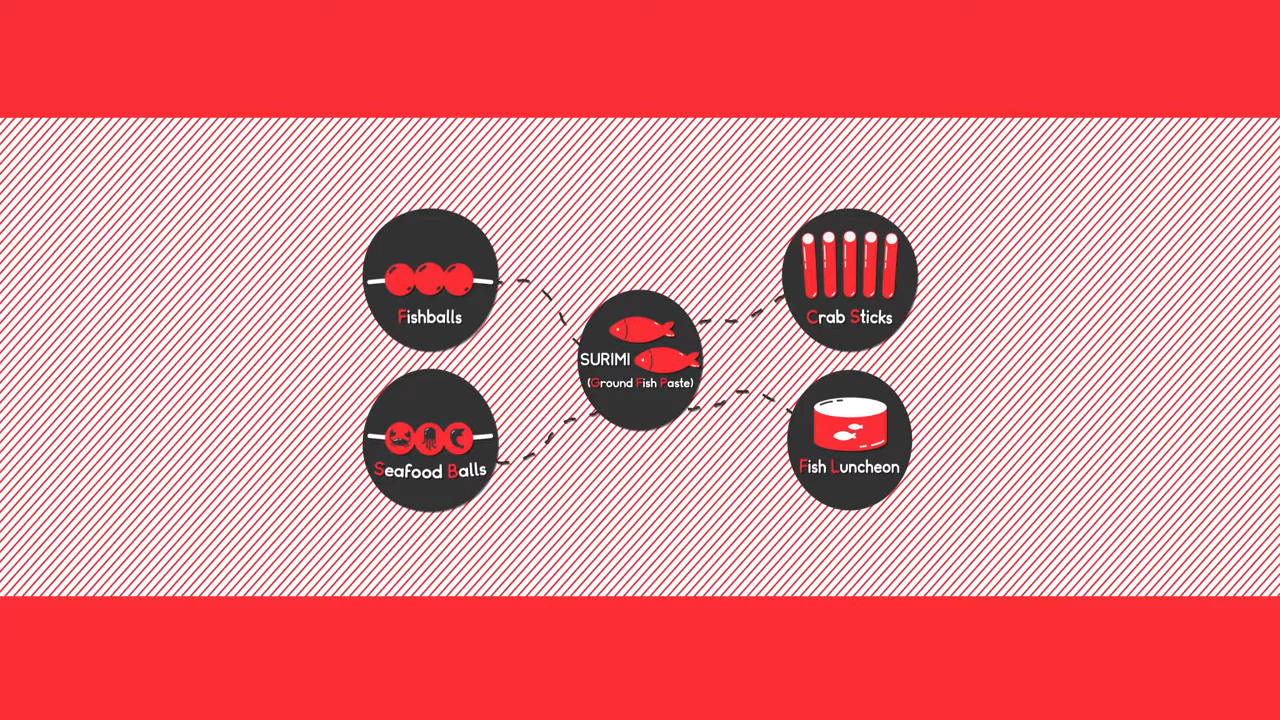 Fishballs
Crab Sticks
SURIMI
(Ground Fish Paste)
Seafood Balls
Fish Luncheon